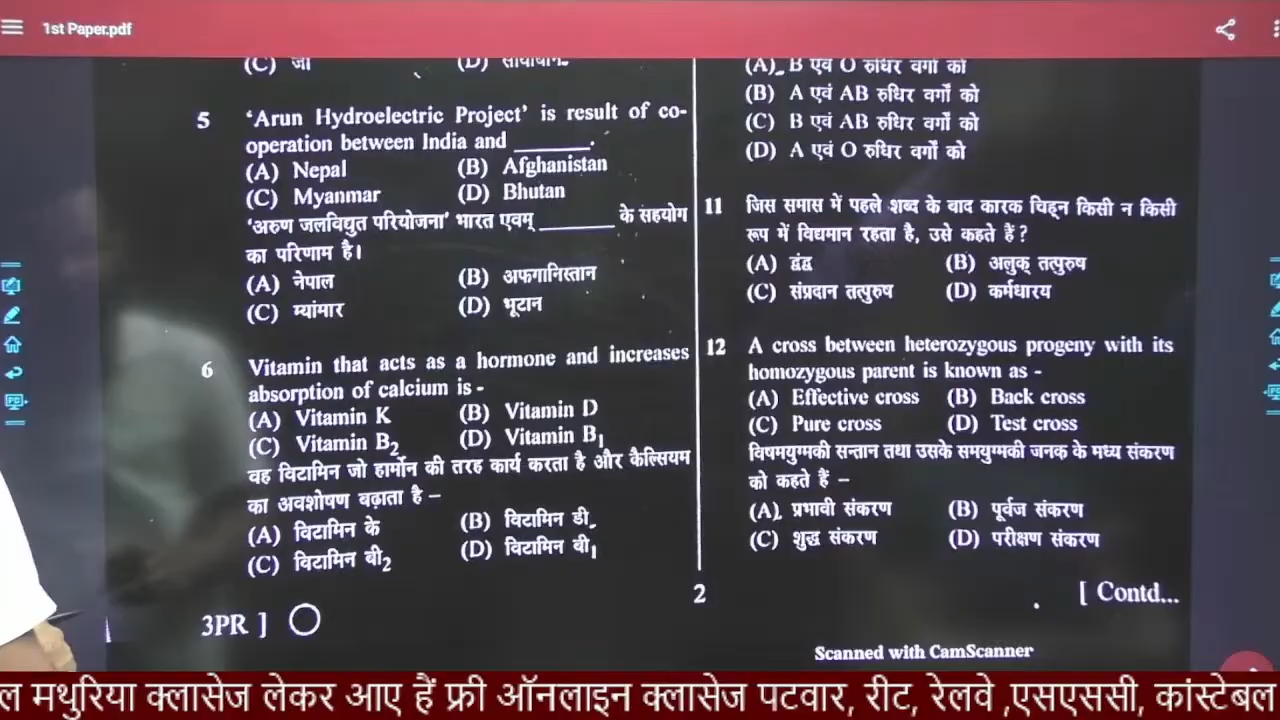 1st Paper.pdf
(C) जी
5 'Arun Hydroelectric Project' is result of co-
operation between India and ______.
(A) Nepal (B) Afghanistan
(C) Myanmar (D) Bhutan
'अरुण जलविद्युत परियोजना' भारत एवम् ______ के सहयोग
का परिणाम है।
(A) नेपाल (B) अफगानिस्तान
(C) म्यांमार (D) भूटान
6 Vitamin that acts as a hormone and increases
absorption of calcium is -
(A) Vitamin K (B) Vitamin D
(C) Vitamin B2 (D) Vitamin B1
वह विटामिन जो हार्मोन की तरह कार्य करता है और कैल्सियम
का अवशोषण बढ़ाता है –
(A) विटामिन के (B) विटामिन डी
(C) विटामिन बी2 (D) विटामिन बी1
3PR ]
(A) B एवं O रुधिर वर्गों को
(B) A एवं AB रुधिर वर्गों को
(C) B एवं AB रुधिर वर्गों को
(D) A एवं O रुधिर वर्गों को
11 जिस समास में पहले शब्द के बाद कारक चिह्न किसी न किसी
रूप में विद्यमान रहता है, उसे कहते हैं ?
(A) द्वंद्व (B) अलुक् तत्पुरुष
(C) संप्रदान तत्पुरुष (D) कर्मधारय
12 A cross between heterozygous progeny with its
homozygous parent is known as -
(A) Effective cross (B) Back cross
(C) Pure cross (D) Test cross
विषमयुग्मकी सन्तान तथा उसके समयुग्मकी जनक के मध्य संकरण
को कहते हैं –
(A) प्रभावी संकरण (B) पूर्वज संकरण
(C) शुद्ध संकरण (D) परीक्षण संकरण
2
[ Contd...
Scanned with CamScanner
ल मथुरिया क्लासेज लेकर आए हैं फ्री ऑनलाइन क्लासेज पटवार, रीट, रेलवे ,एसएससी, कांस्टेबल